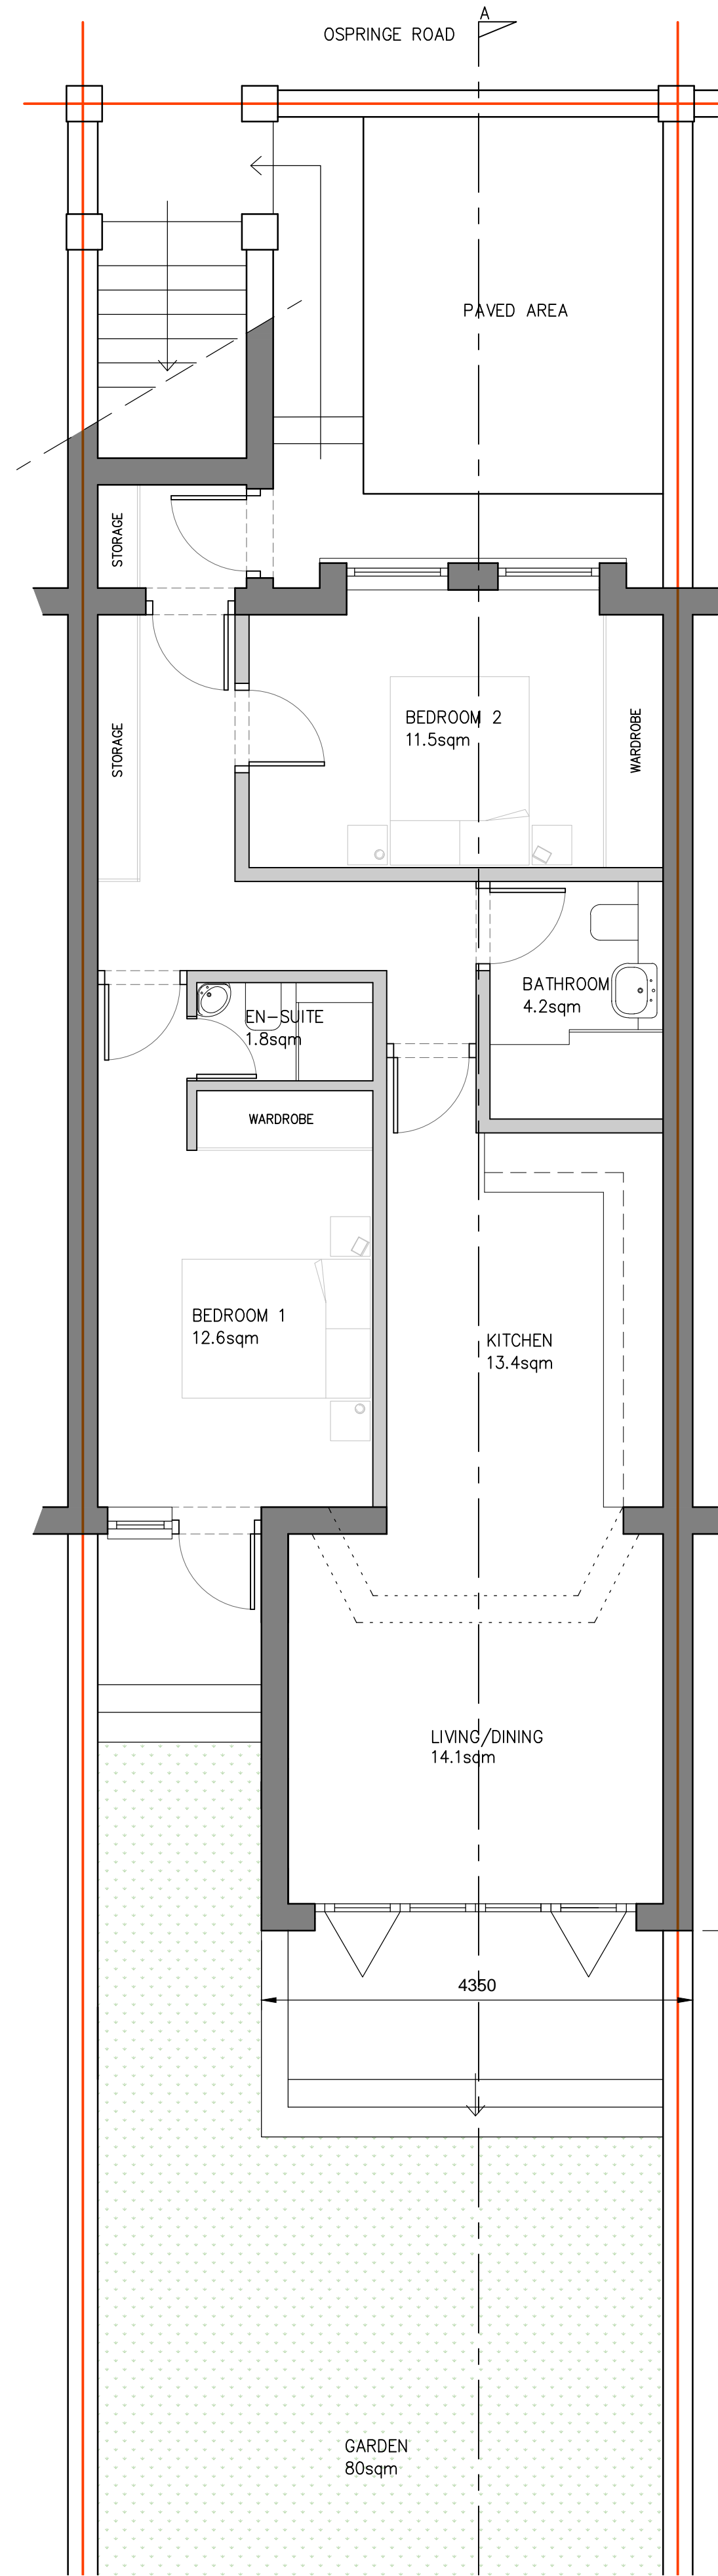 A
OSPRINGE ROAD
PAVED AREA
STORAGE
STORAGE
BEDROOM 2
11.5sqm
WARDROBE
BATHROOM
4.2sqm
EN-SUITE
1.8sqm
WARDROBE
BEDROOM 1
12.6sqm
KITCHEN
13.4sqm
LIVING/DINING
14.1sqm
4350
GARDEN
80sqm